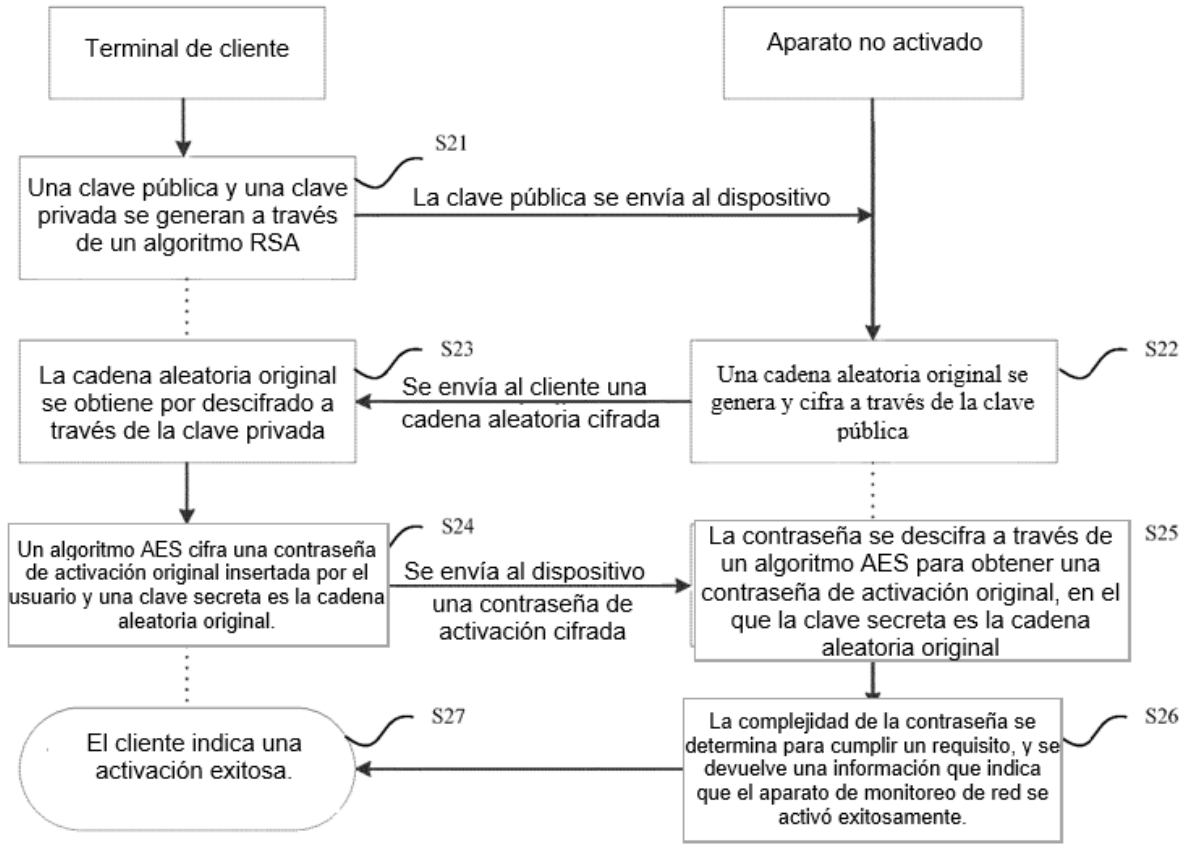 Terminal de cliente
Aparato no activado
S21
Una clave pública y una clave
privada se generan a través
de un algoritmo RSA
La clave pública se envía al dispositivo
S23
La cadena aleatoria original
se obtiene por descifrado a
través de la clave privada
Se envía al cliente una
cadena aleatoria cifrada
S22
Una cadena aleatoria original se
genera y cifra a través de la clave
pública
S24
Un algoritmo AES cifra una contraseña
de activación original insertada por el
usuario y una clave secreta es la cadena
aleatoria original.
Se envía al dispositivo
una contraseña de
activación cifrada
S25
La contraseña se descifra a través de
un algoritmo AES para obtener una
contraseña de activación original, en el
que la clave secreta es la cadena
aleatoria original
S27
El cliente indica una
activación exitosa.
S26
La complejidad de la contraseña se
determina para cumplir un requisito, y se
devuelve una información que indica
que el aparato de monitoreo de red se
activó exitosamente.